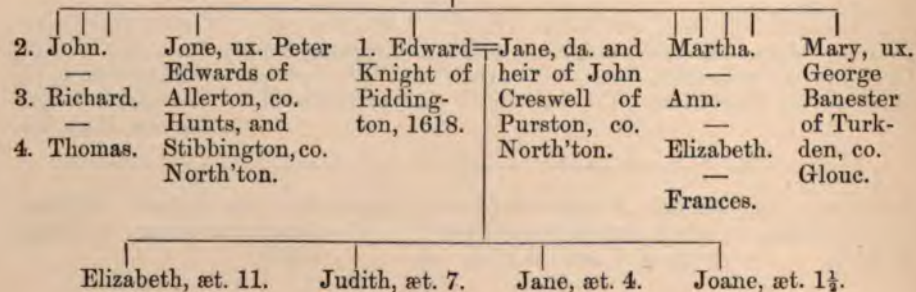 2. John.
—
3. Richard.
—
4. Thomas.
Jone, ux. Peter
Edwards of
Allerton, co.
Hunts, and
Stibbington, co.
North'ton.
1. Edward
Knight of
Pidding-
ton, 1618.
Jane, da. and
heir of John
Creswell of
Purston, co.
North'ton.
Martha.
—
Ann.
—
Elizabeth.
—
Frances.
Mary, ux.
George
Banester
of Turk-
den, co.
Glouc.
Elizabeth, æt. 11. Judith, æt. 7. Jane, æt. 4. Joane, æt. 1½.